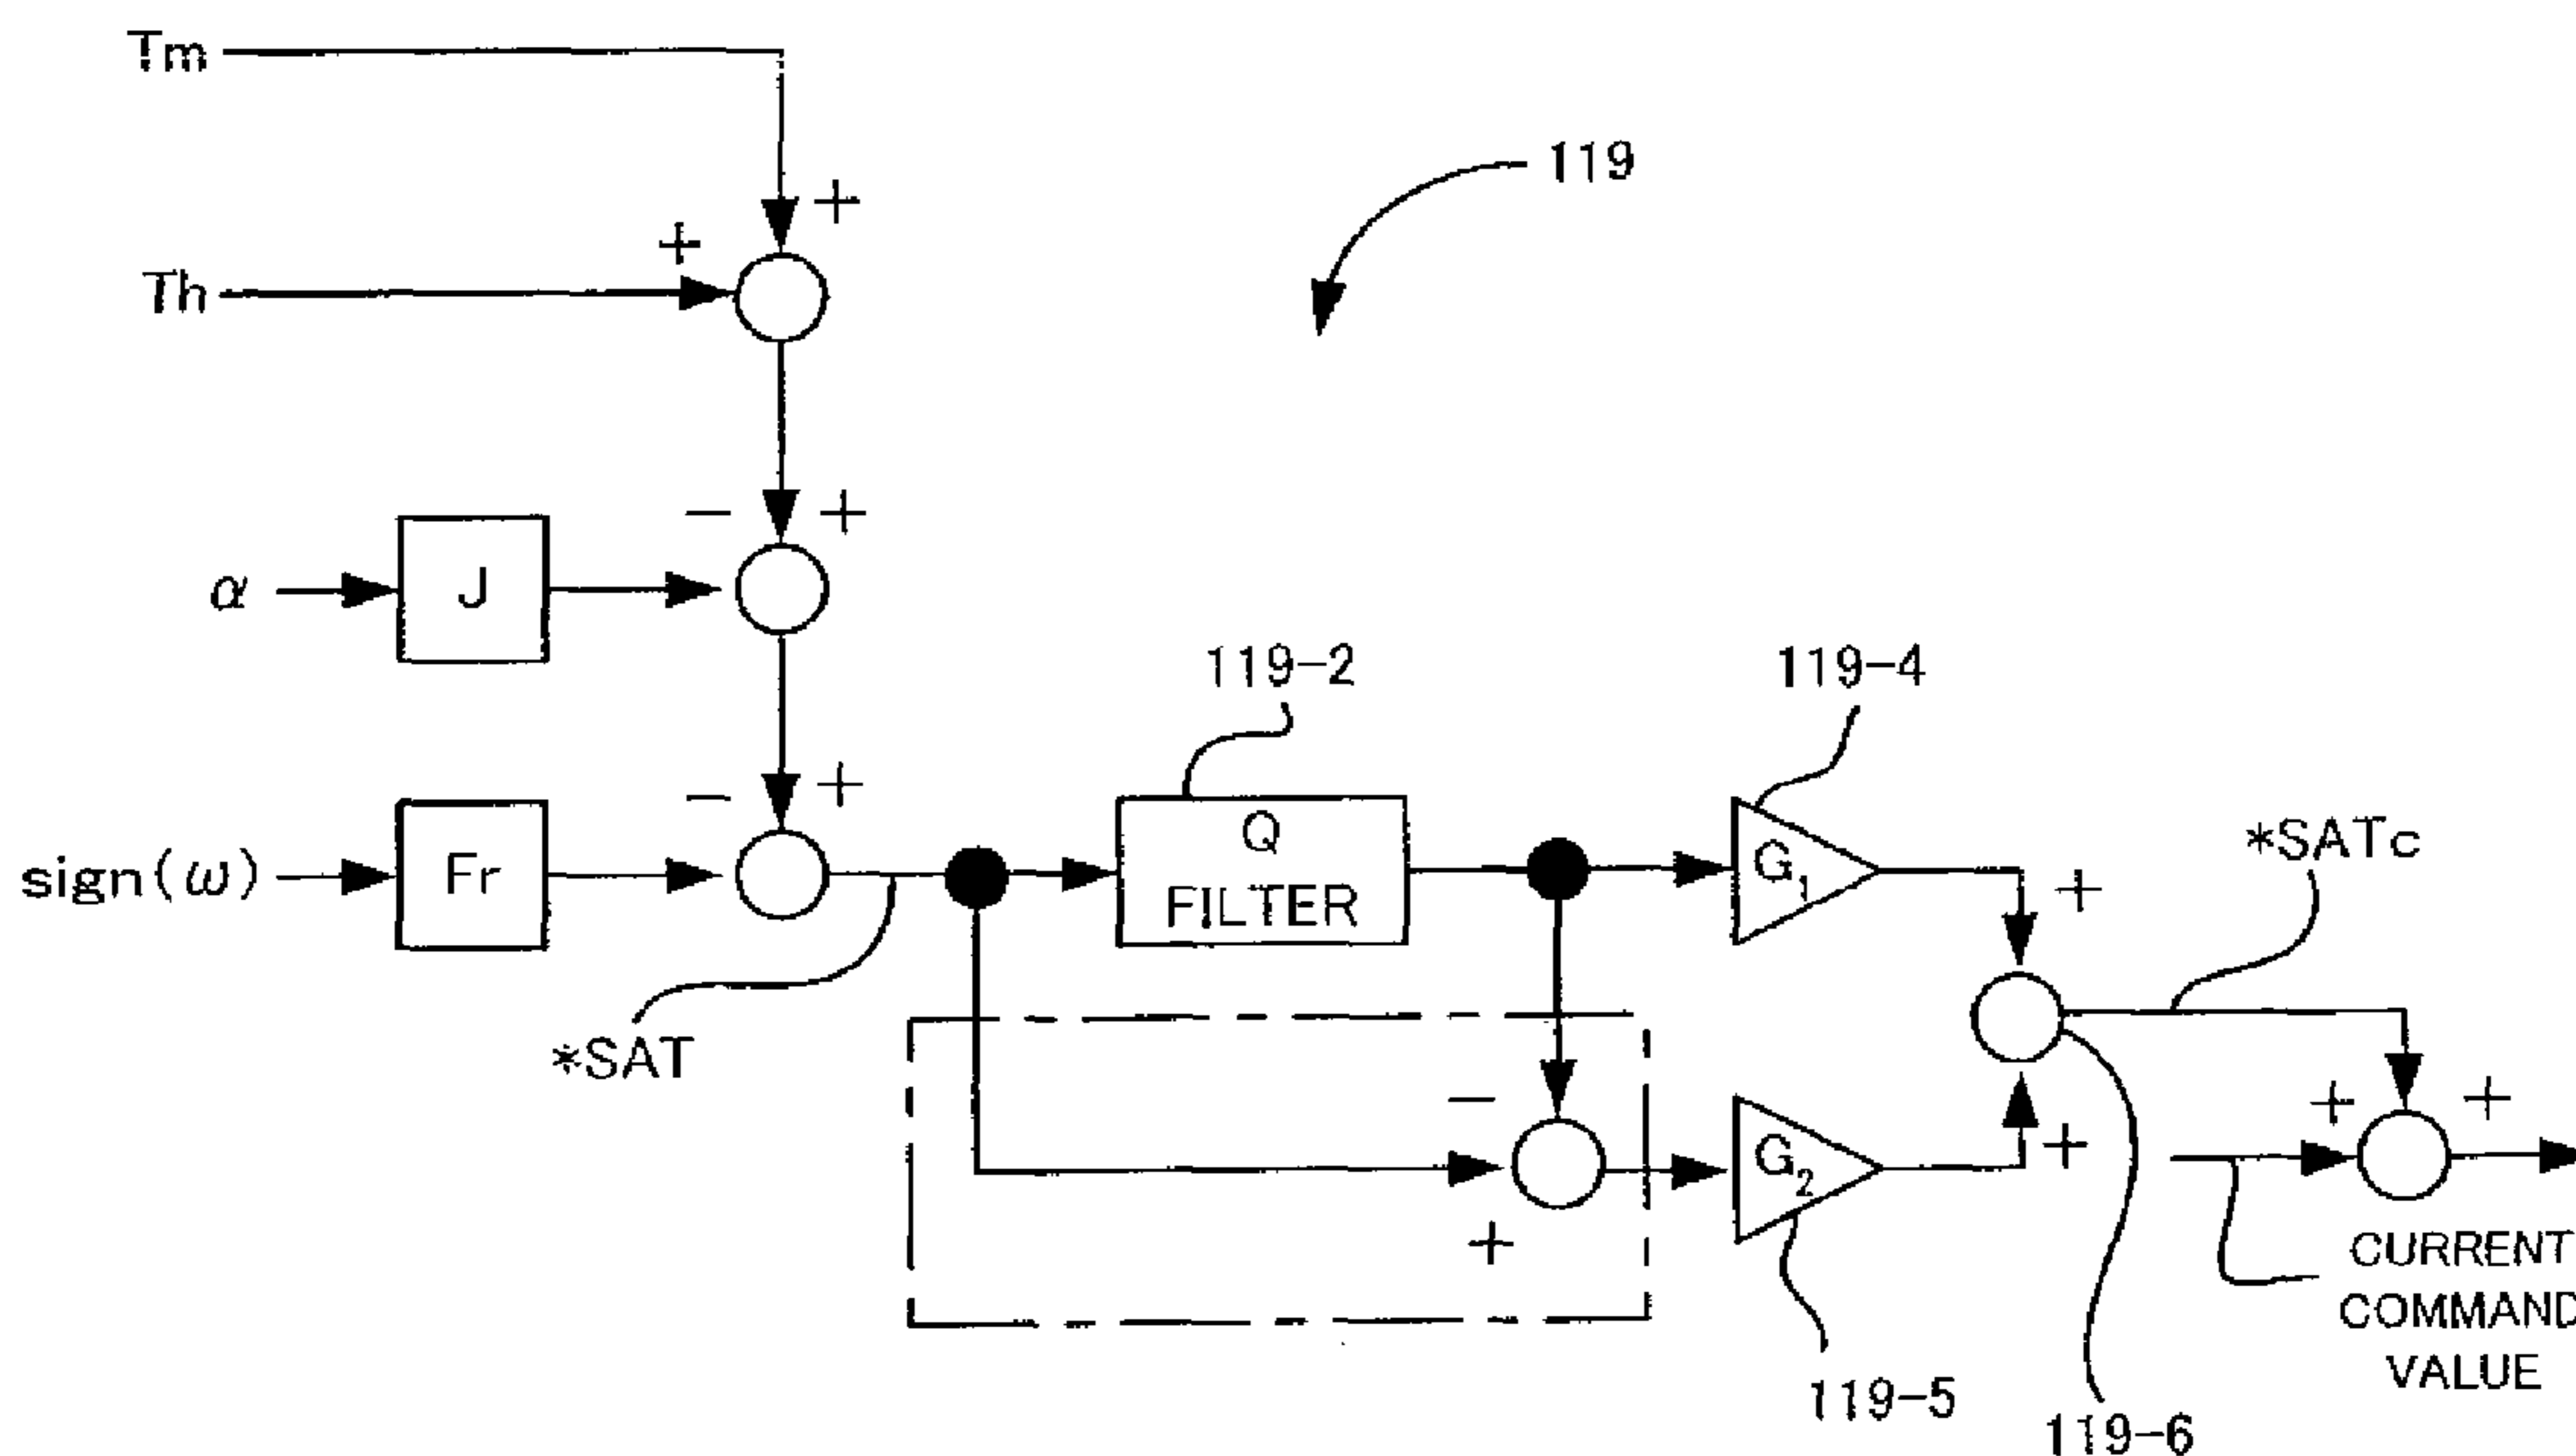 Tm
119
+
+
Th
- +
α
J
119-2
119-4
- +
sign(ω)
Fr
Q
FILTER
G1
+
*SATc
*SAT
-
+
G2
+
+
+
CURRENT
COMMAND
VALUE
119-5
119-6